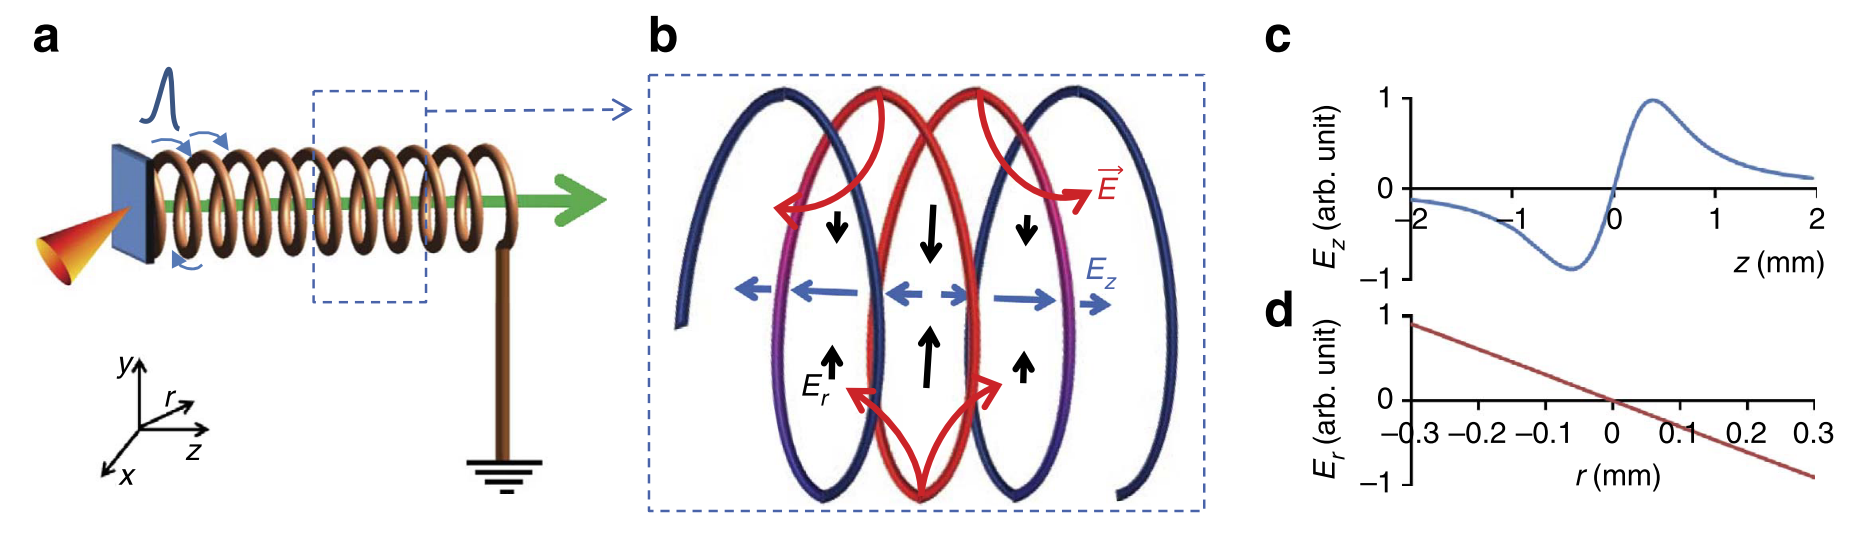 a
y
r
z
x
b
E
E_z
E_r
c
E_z (arb. unit)
1
0
−1
−2
−1
0
1
2
z (mm)
d
E_r (arb. unit)
1
0
−1
−0.3
−0.2
−0.1
0
0.1
0.2
0.3
r (mm)